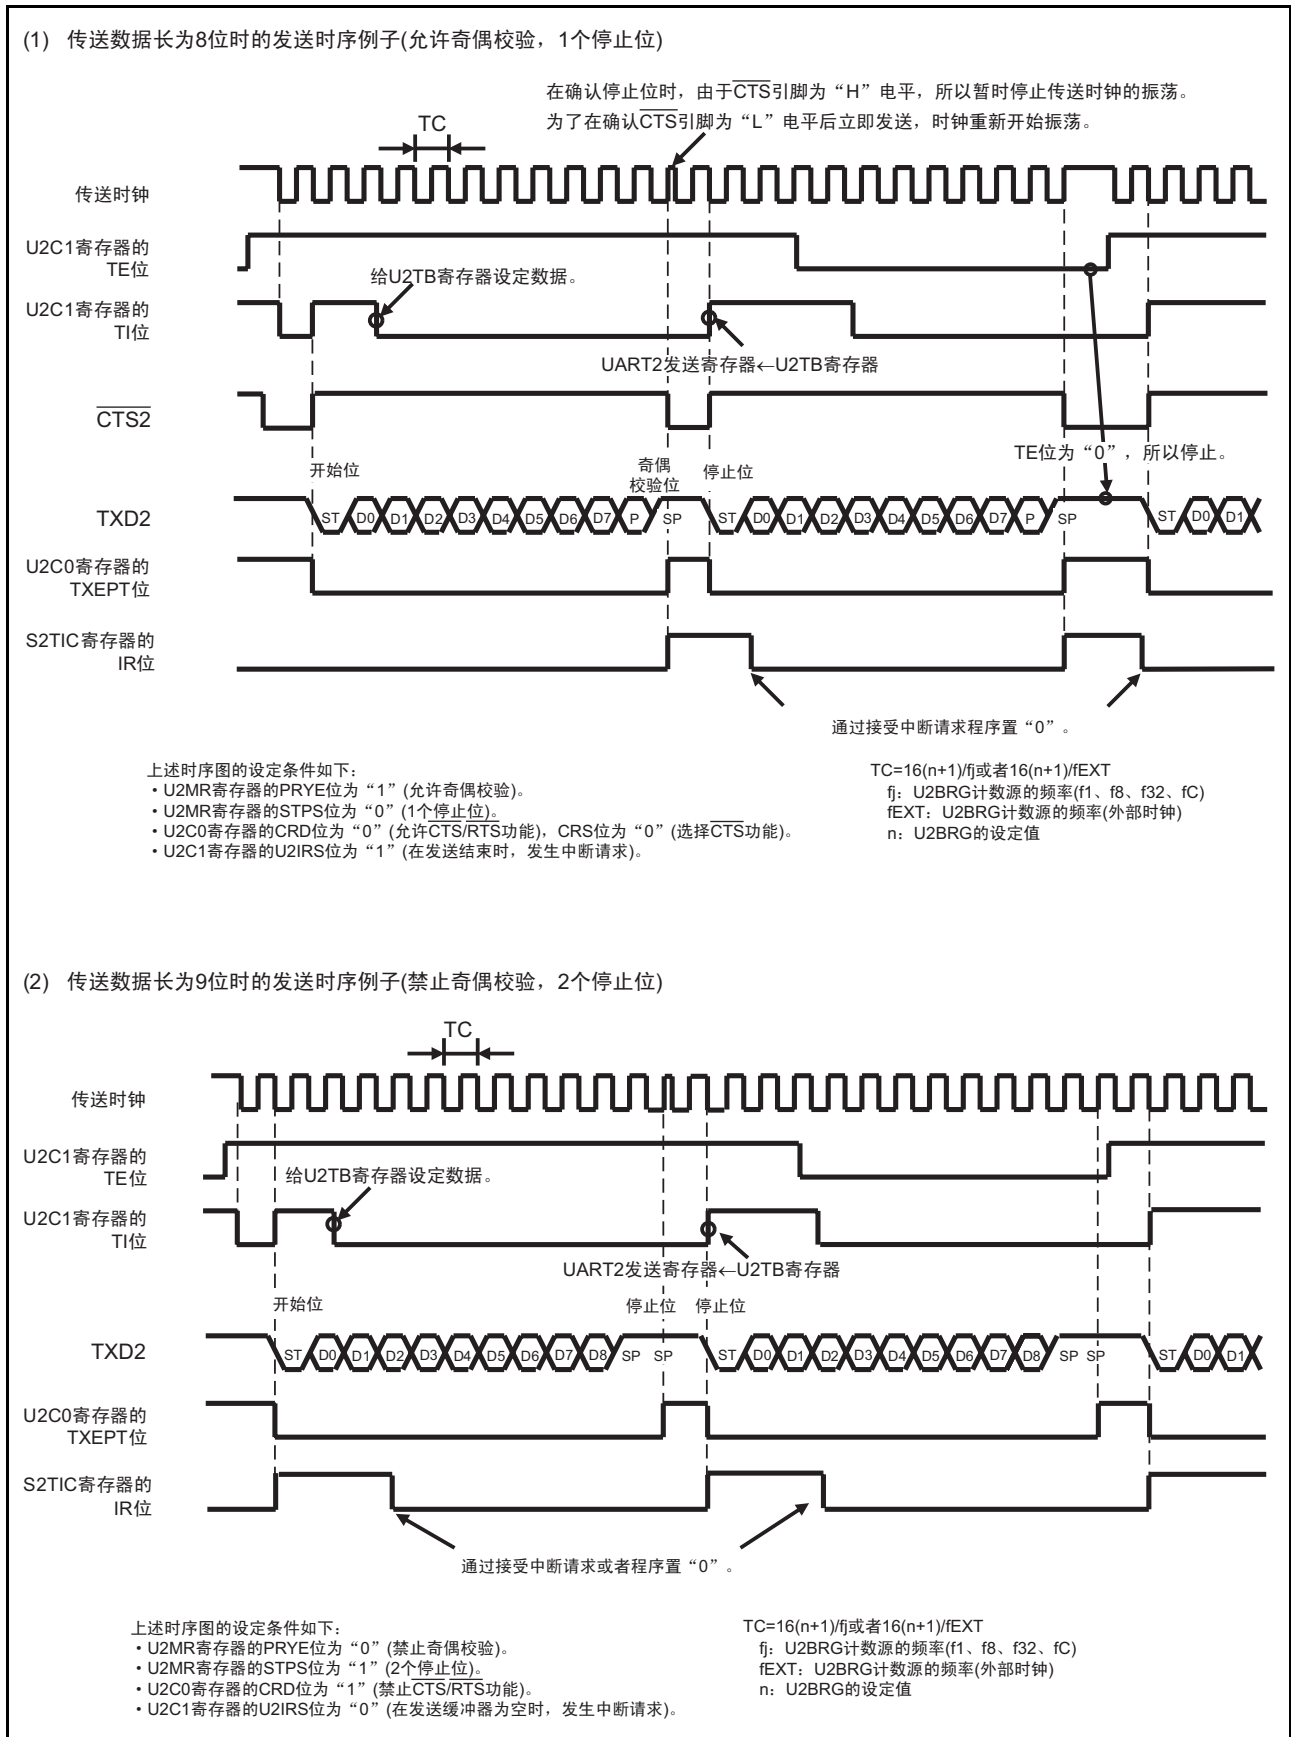 (1) 传送数据长为8位时的发送时序例子(允许奇偶校验，1个停止位)
在确认停止位时，由于CTS引脚为“H”电平，所以暂时停止传送时钟的振荡。
为了在确认CTS引脚为“L”电平后立即发送，时钟重新开始振荡。
TC
传送时钟
U2C1寄存器的
TE位
给U2TB寄存器设定数据。
U2C1寄存器的
TI位
UART2发送寄存器←U2TB寄存器
CTS2
TE位为“0”，所以停止。
开始位
奇偶
校验位
停止位
TXD2
ST D0 D1 D2 D3 D4 D5 D6 D7 P SP ST D0 D1 D2 D3 D4 D5 D6 D7 P SP ST D0 D1
U2C0寄存器的
TXEPT位
S2TIC寄存器的
IR位
通过接受中断请求程序置“0”。
上述时序图的设定条件如下：
・U2MR寄存器的PRYE位为“1”(允许奇偶校验)。
・U2MR寄存器的STPS位为“0”(1个停止位)。
・U2C0寄存器的CRD位为“0”(允许CTS/RTS功能)，CRS位为“0”(选择CTS功能)。
・U2C1寄存器的U2IRS位为“1”(在发送结束时，发生中断请求)。
TC=16(n+1)/fj或者16(n+1)/fEXT
fj：U2BRG计数源的频率(f1、f8、f32、fC)
fEXT：U2BRG计数源的频率(外部时钟)
n：U2BRG的设定值
(2) 传送数据长为9位时的发送时序例子(禁止奇偶校验，2个停止位)
TC
传送时钟
U2C1寄存器的
TE位
给U2TB寄存器设定数据。
U2C1寄存器的
TI位
UART2发送寄存器←U2TB寄存器
开始位
停止位
停止位
TXD2
ST D0 D1 D2 D3 D4 D5 D6 D7 D8 SP SP ST D0 D1 D2 D3 D4 D5 D6 D7 D8 SP SP ST D0 D1
U2C0寄存器的
TXEPT位
S2TIC寄存器的
IR位
通过接受中断请求或者程序置“0”。
上述时序图的设定条件如下：
・U2MR寄存器的PRYE位为“0”(禁止奇偶校验)。
・U2MR寄存器的STPS位为“1”(2个停止位)。
・U2C0寄存器的CRD位为“1”(禁止CTS/RTS功能)。
・U2C1寄存器的U2IRS位为“0”(在发送缓冲器为空时，发生中断请求)。
TC=16(n+1)/fj或者16(n+1)/fEXT
fj：U2BRG计数源的频率(f1、f8、f32、fC)
fEXT：U2BRG计数源的频率(外部时钟)
n：U2BRG的设定值